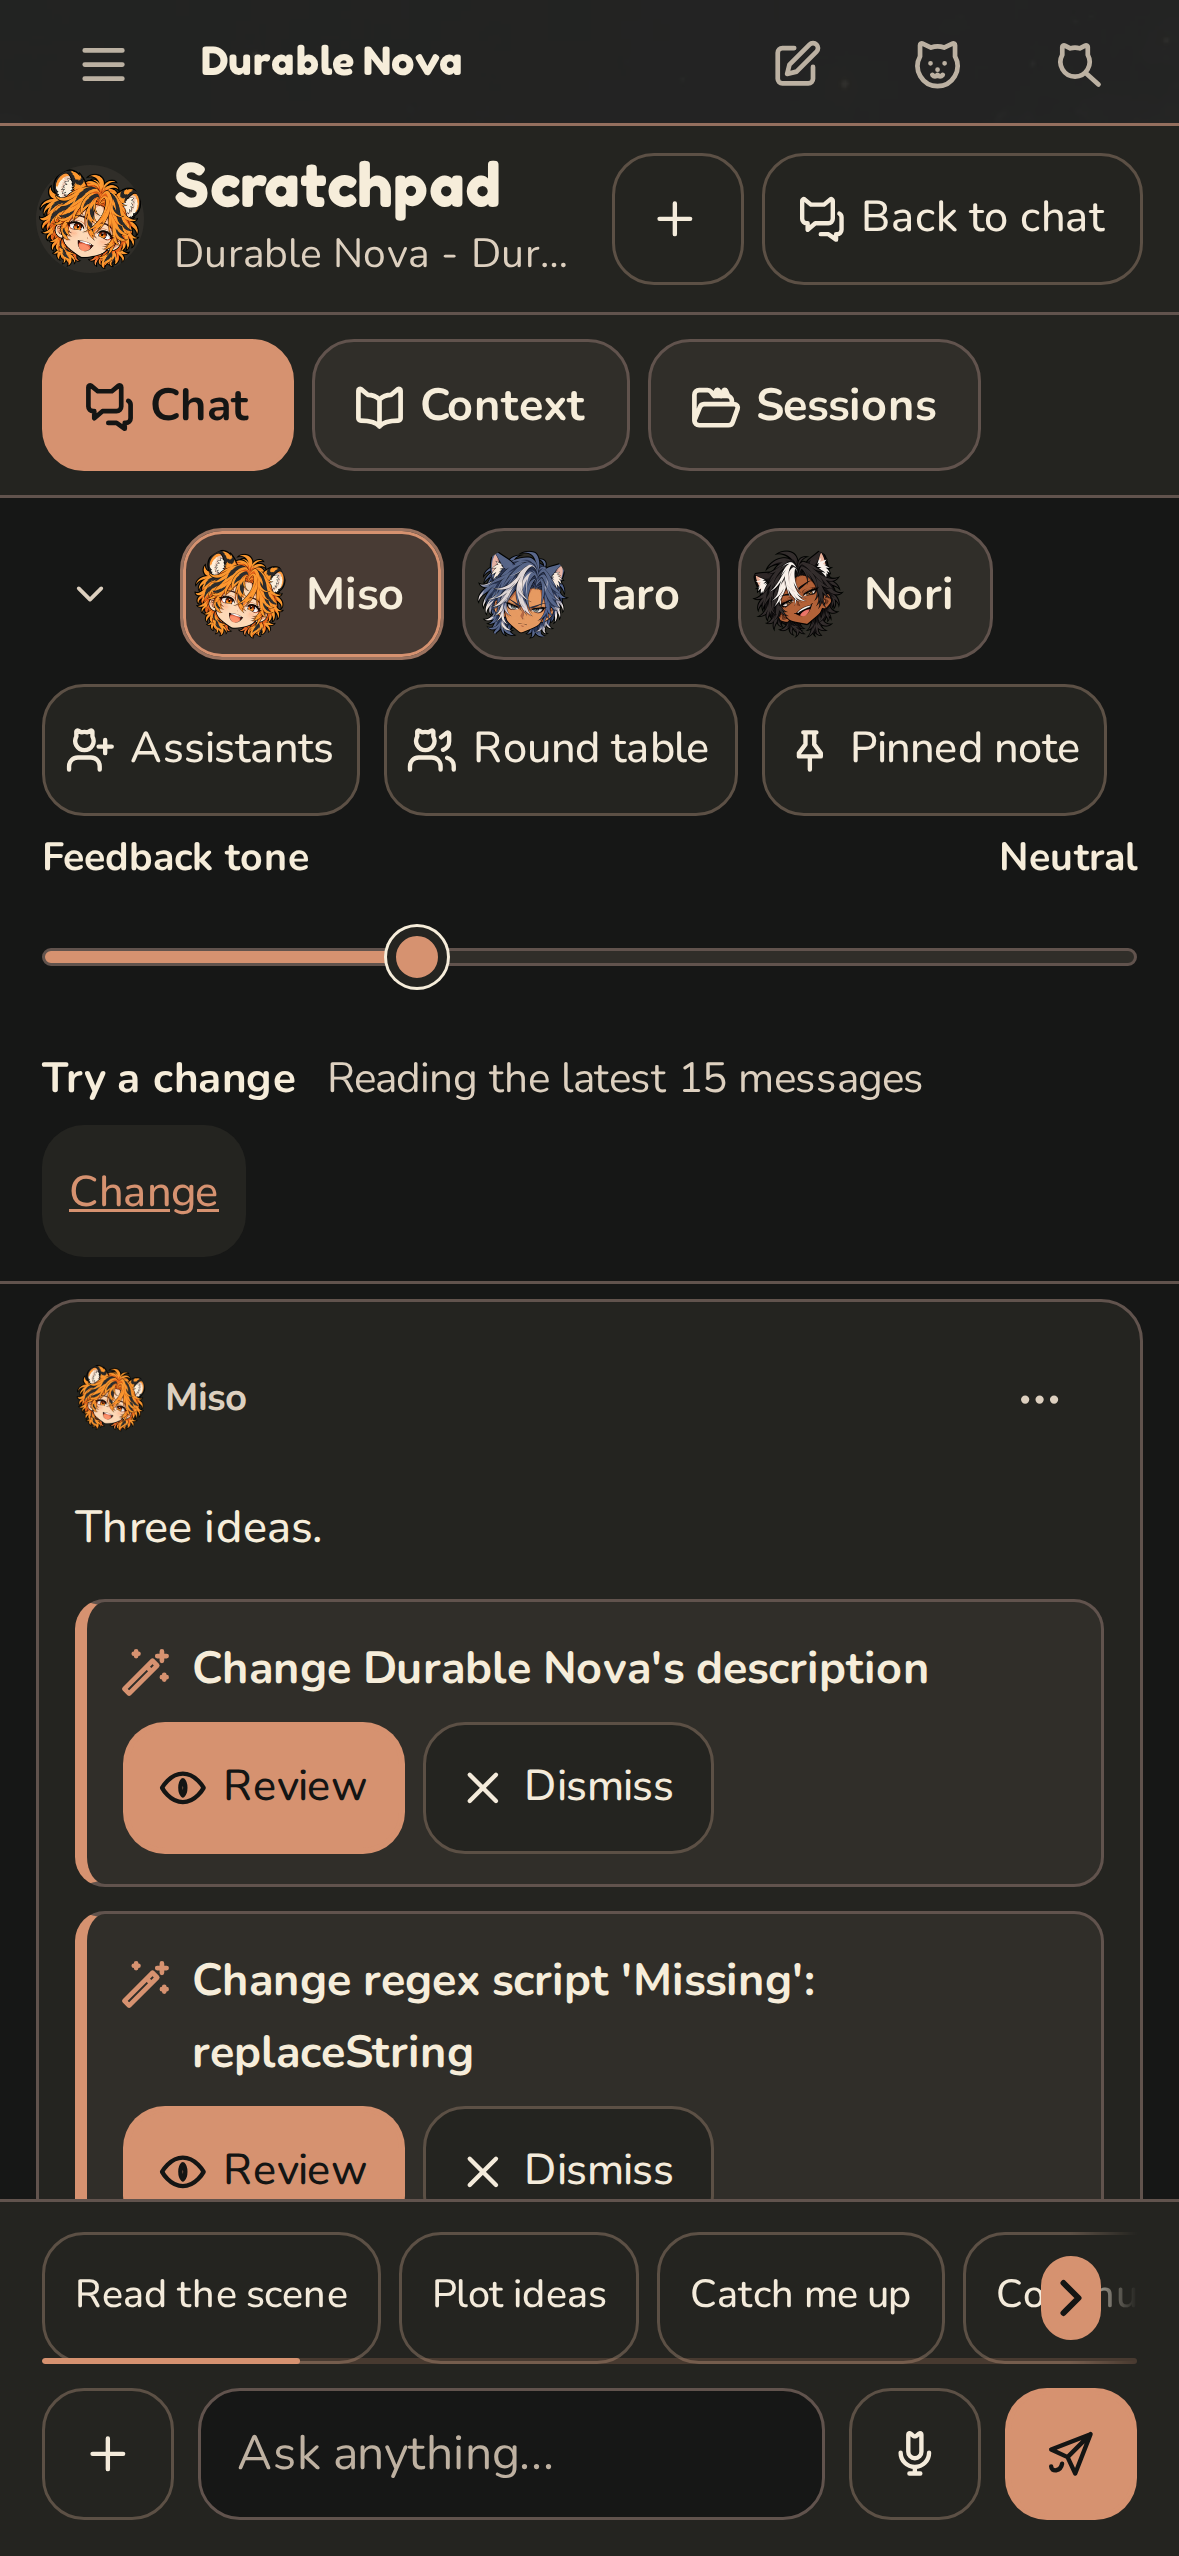 Durable Nova
Scratchpad
Durable Nova - Dur...
Back to chat
Chat
Context
Sessions
Miso
Taro
Nori
Assistants
Round table
Pinned note
Feedback tone
Neutral
Try a change
Reading the latest 15 messages
Change
Miso
Three ideas.
Change Durable Nova's description
Review
Dismiss
Change regex script 'Missing':
replaceString
Review
Dismiss
Read the scene
Plot ideas
Catch me up
Ask anything...